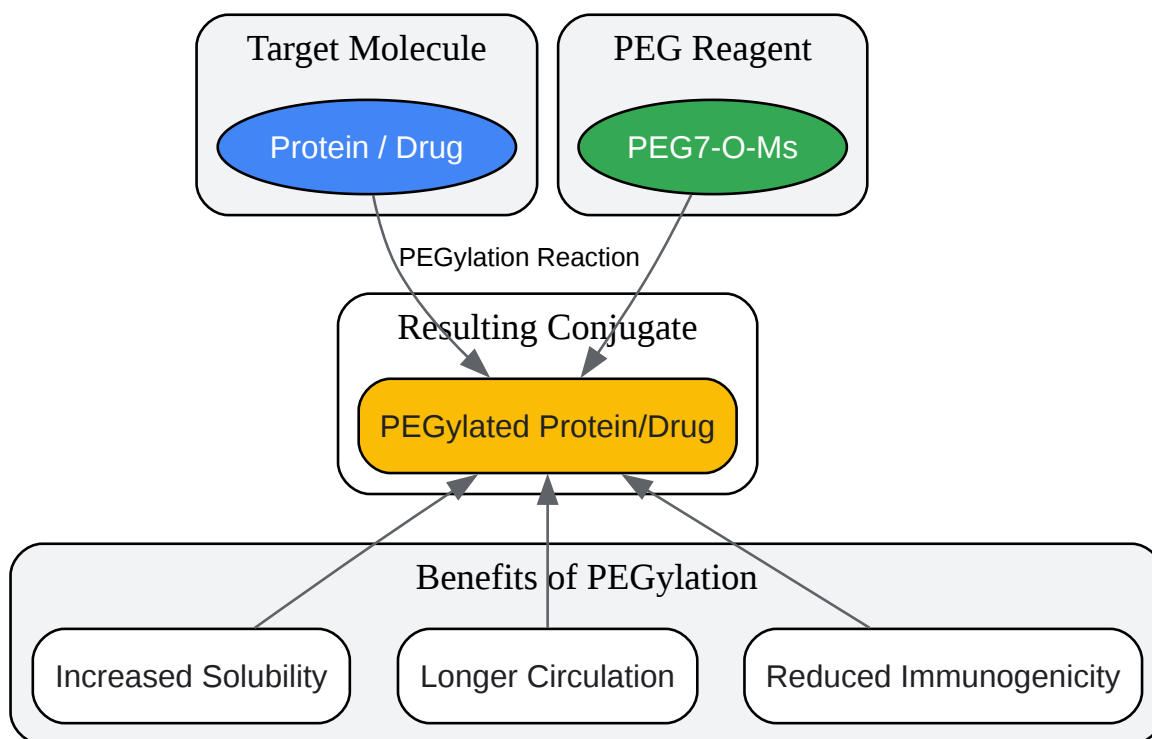 Target Molecule
PEG Reagent
Protein / Drug
PEG7-O-Ms
PEGylation Reaction
Resulting Conjugate
PEGylated Protein/Drug
Benefits of PEGylation
Increased Solubility
Longer Circulation
Reduced Immunogenicity